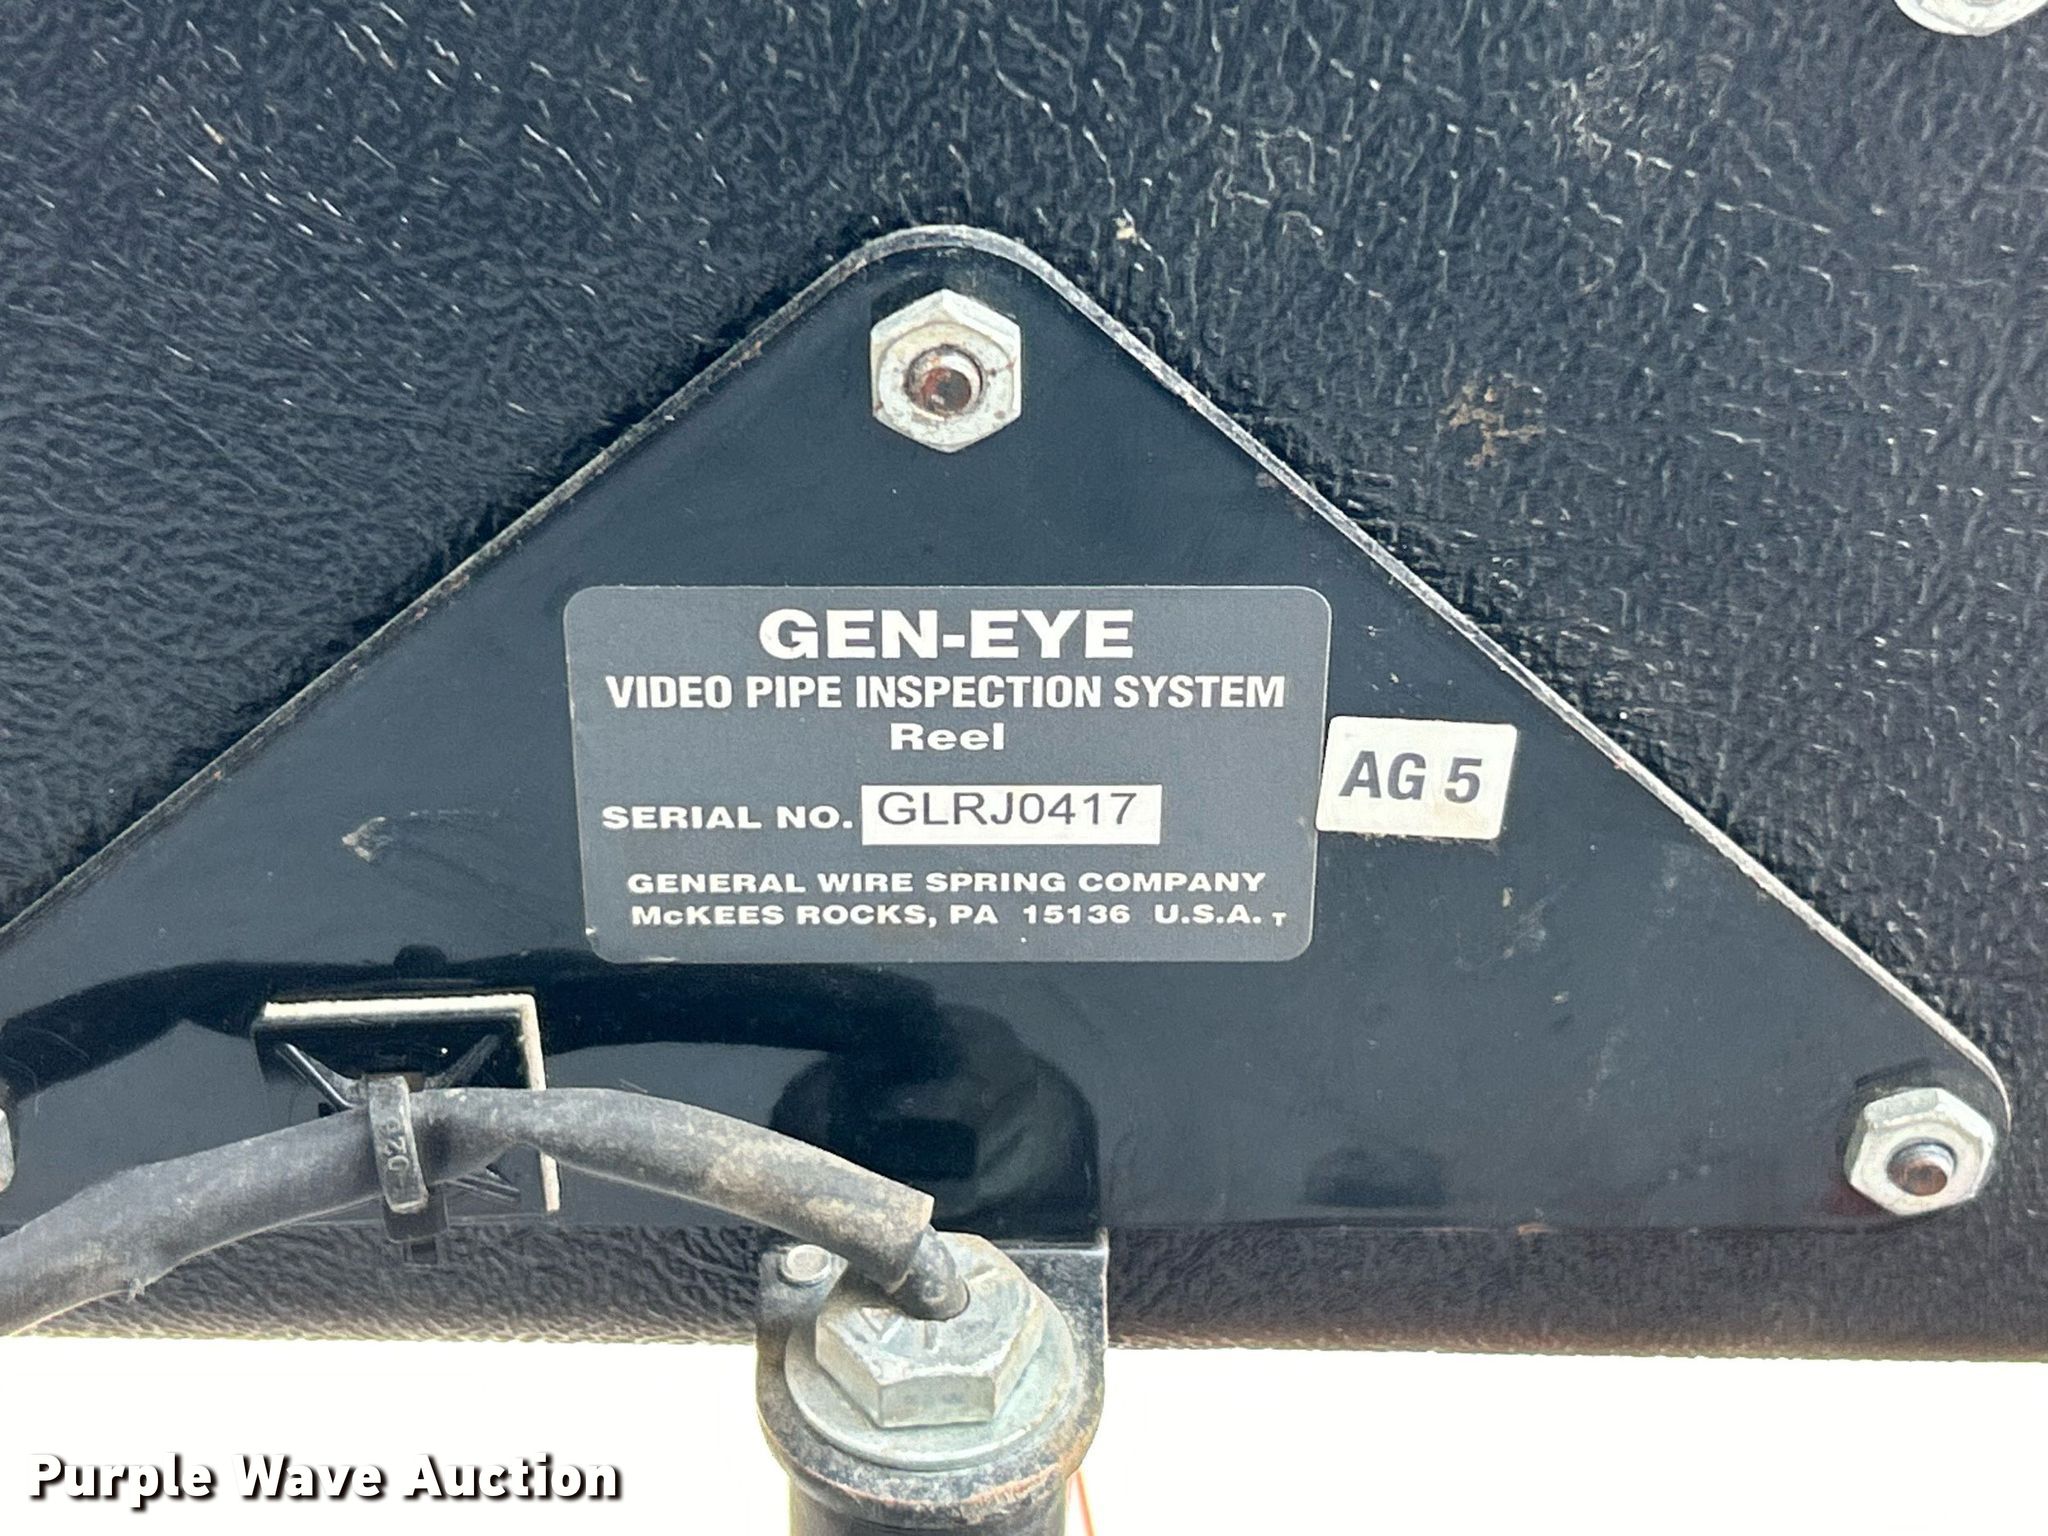 GEN-EYE
VIDEO PIPE INSPECTION SYSTEM
Reel
SERIAL NO. GLRJ0417
GENERAL WIRE SPRING COMPANY
McKEES ROCKS, PA 15136 U.S.A. T
AG 5
Purple Wave Auction